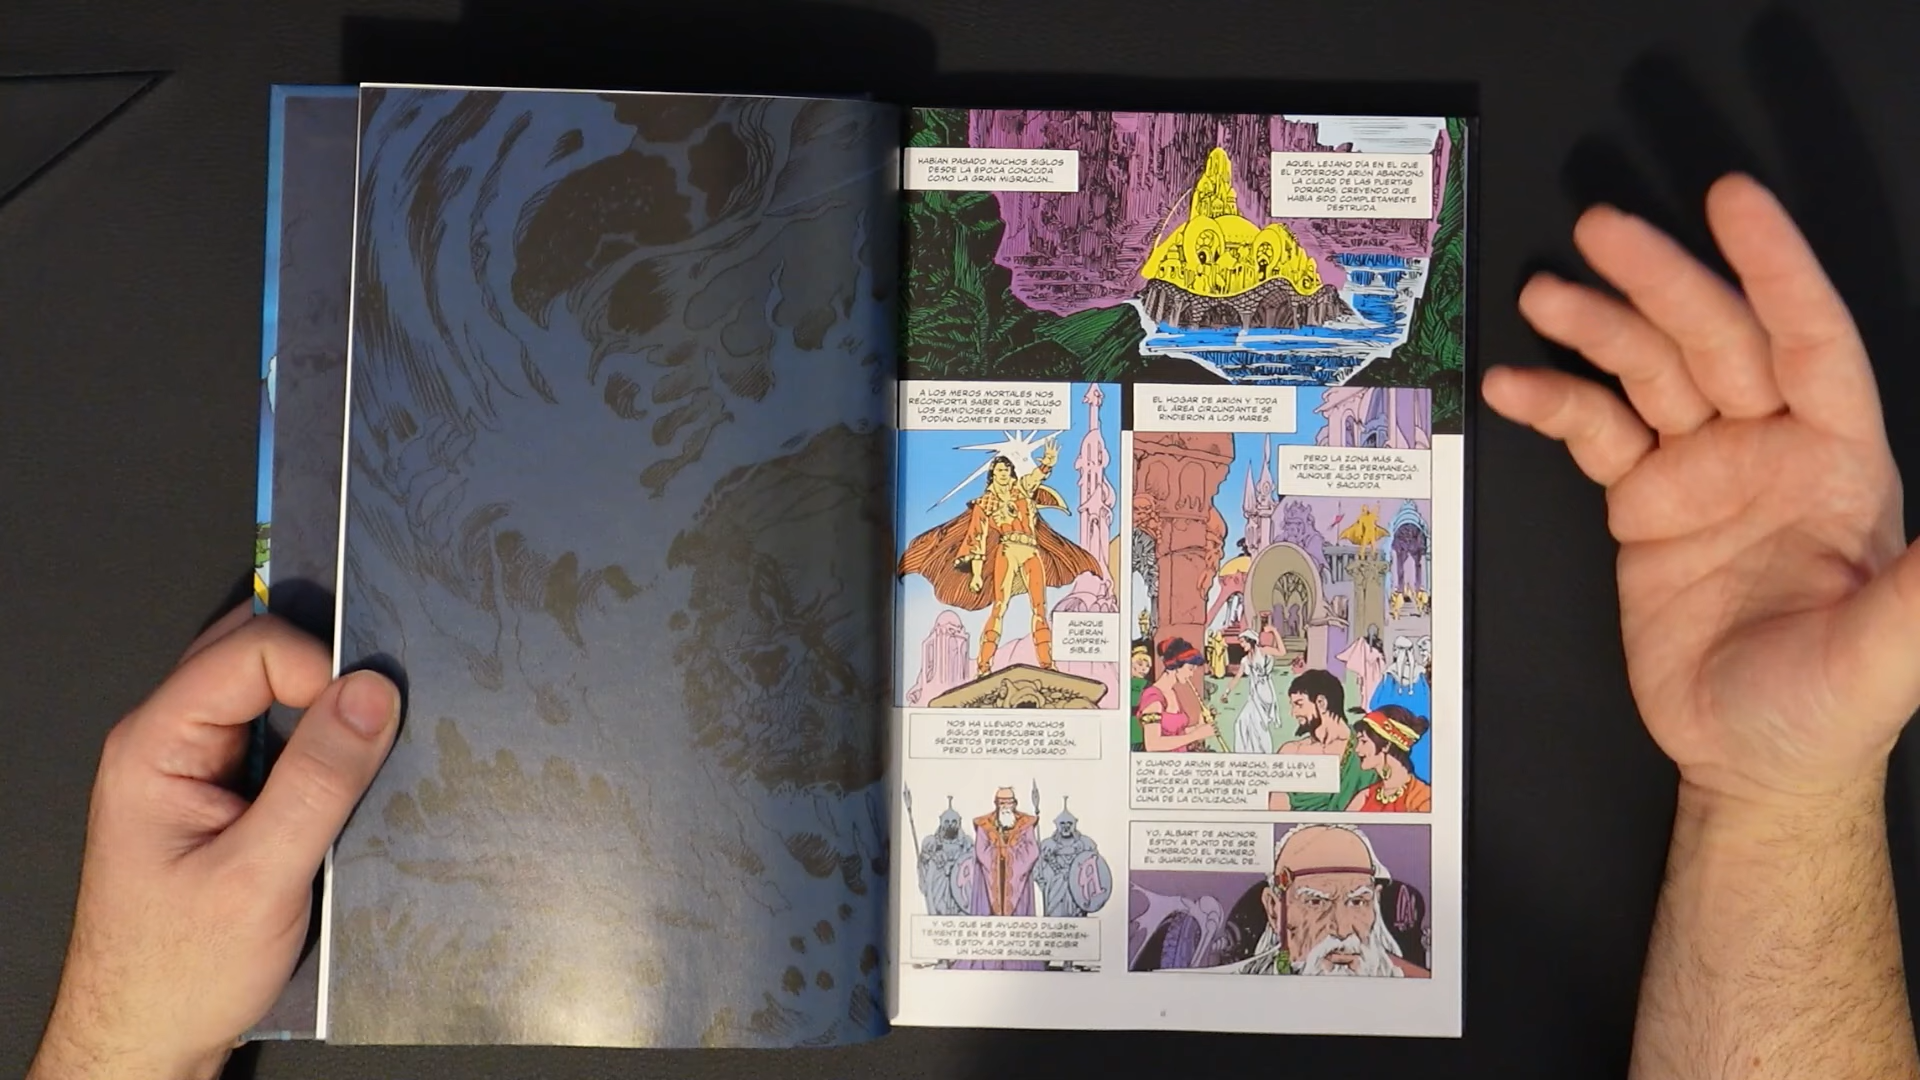 HABÍAN PASADO MUCHOS SIGLOS
DESDE LA ÉPOCA CONOCIDA
COMO LA GRAN MIGRACIÓN...
AQUEL LEJANO DÍA EN EL QUE
EL PODEROSO ARIÓN ABANDONÓ
LA CIUDAD DE LAS PUERTAS
DORADAS, CREYENDO QUE
HABÍA SIDO COMPLETAMENTE
DESTRUIDA.
A LOS MEROS MORTALES NOS
RECONFORTA SABER QUE INCLUSO
LOS SEMIDIOSES COMO ARIÓN
PODÍAN COMETER ERRORES.
AUNQUE
FUERAN
COMPREN-
SIBLES.
EL HOGAR DE ARIÓN Y TODA
EL ÁREA CIRCUNDANTE SE
RINDIERON A LOS MARES.
PERO LA ZONA MÁS AL
INTERIOR... ESA PERMANECIÓ,
AUNQUE ALGO DESTRUIDA
Y SACUDIDA.
Y CUANDO ARIÓN SE MARCHÓ, SE LLEVÓ
CON ÉL CASI TODA LA TECNOLOGÍA Y LA
HECHICERÍA QUE HABÍAN CON-
VERTIDO A ATLANTIS EN LA
CUNA DE LA CIVILIZACIÓN.
NOS HA LLEVADO MUCHOS
SIGLOS REDESCUBRIR LOS
SECRETOS PERDIDOS DE ARIÓN,
PERO LO HEMOS LOGRADO.
Y YO, QUE HE AYUDADO DILIGEN-
TEMENTE EN ESOS REDESCUBRIMIEN-
TOS, ESTOY A PUNTO DE RECIBIR
UN HONOR SINGULAR.
YO, ALBART DE ANCINOR,
ESTOY A PUNTO DE SER
NOMBRADO EL PRIMERO,
EL GUARDIÁN OFICIAL DE...